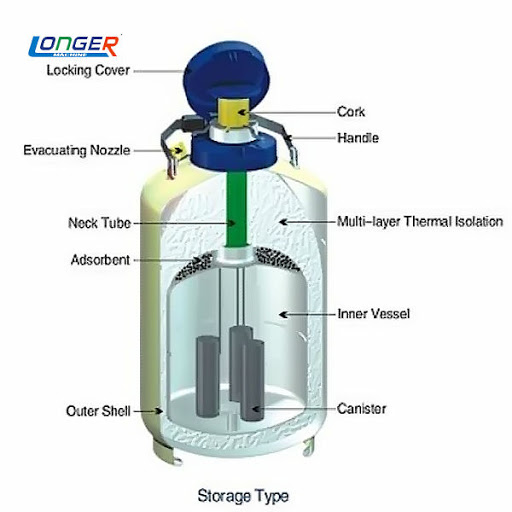 LONGER
MACHINE
Locking Cover
Cork
Handle
Evacuating Nozzle
Neck Tube
Multi-layer Thermal Isolation
Adsorbent
Inner Vessel
Outer Shell
Canister
Storage Type